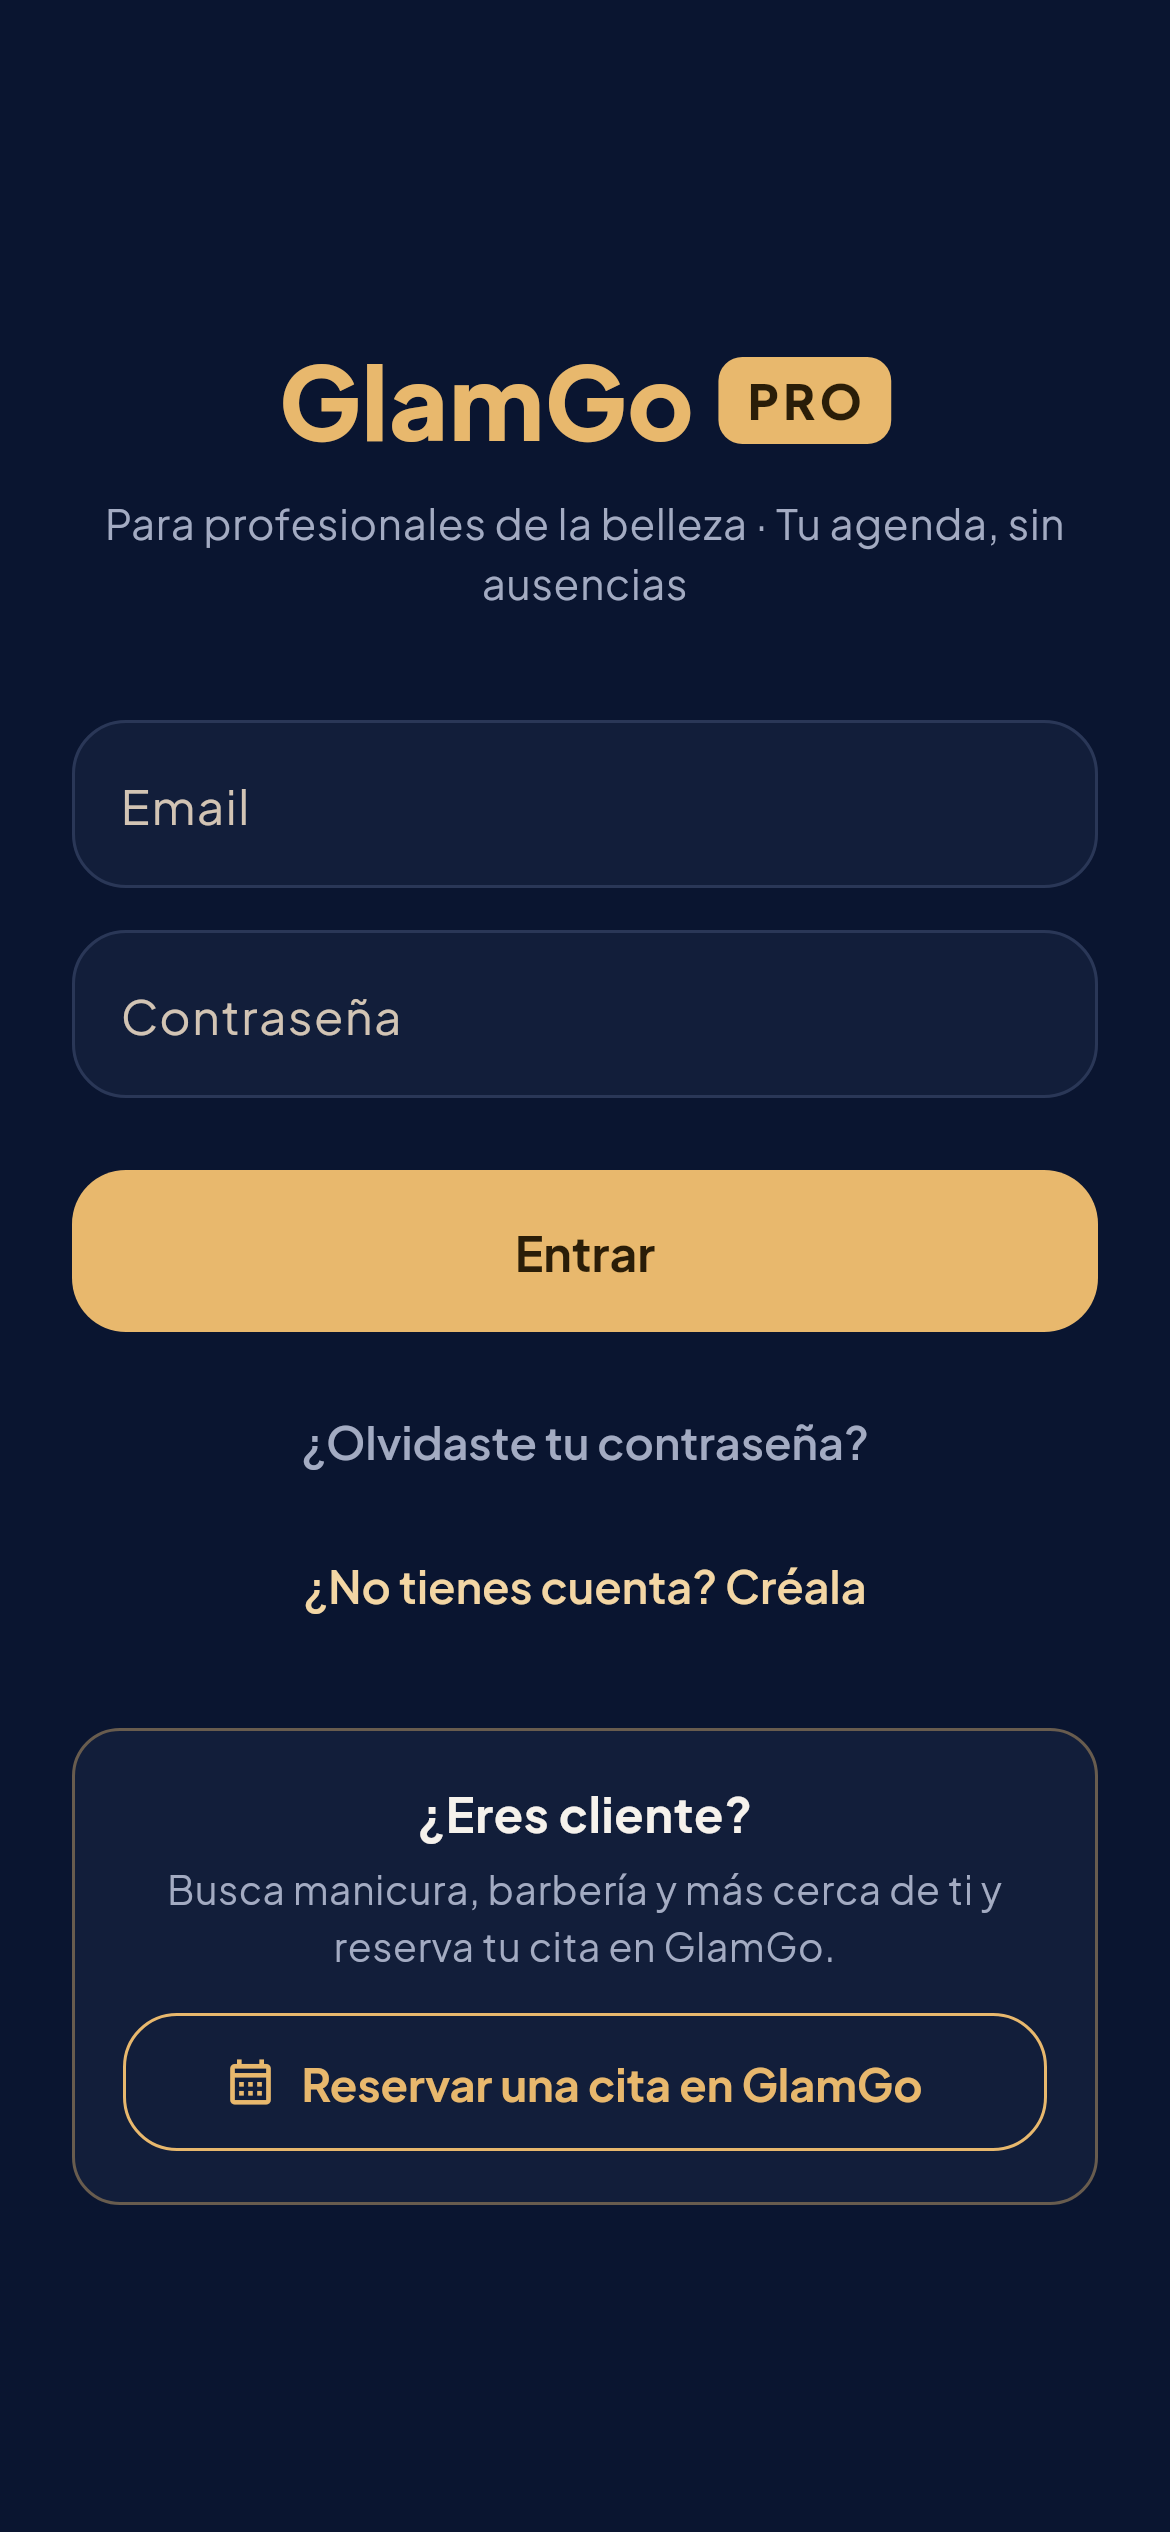 GlamGo PRO
Para profesionales de la belleza · Tu agenda, sin
ausencias
Email
Contraseña
Entrar
¿Olvidaste tu contraseña?
¿No tienes cuenta? Créala
¿Eres cliente?
Busca manicura, barbería y más cerca de ti y
reserva tu cita en GlamGo.
Reservar una cita en GlamGo